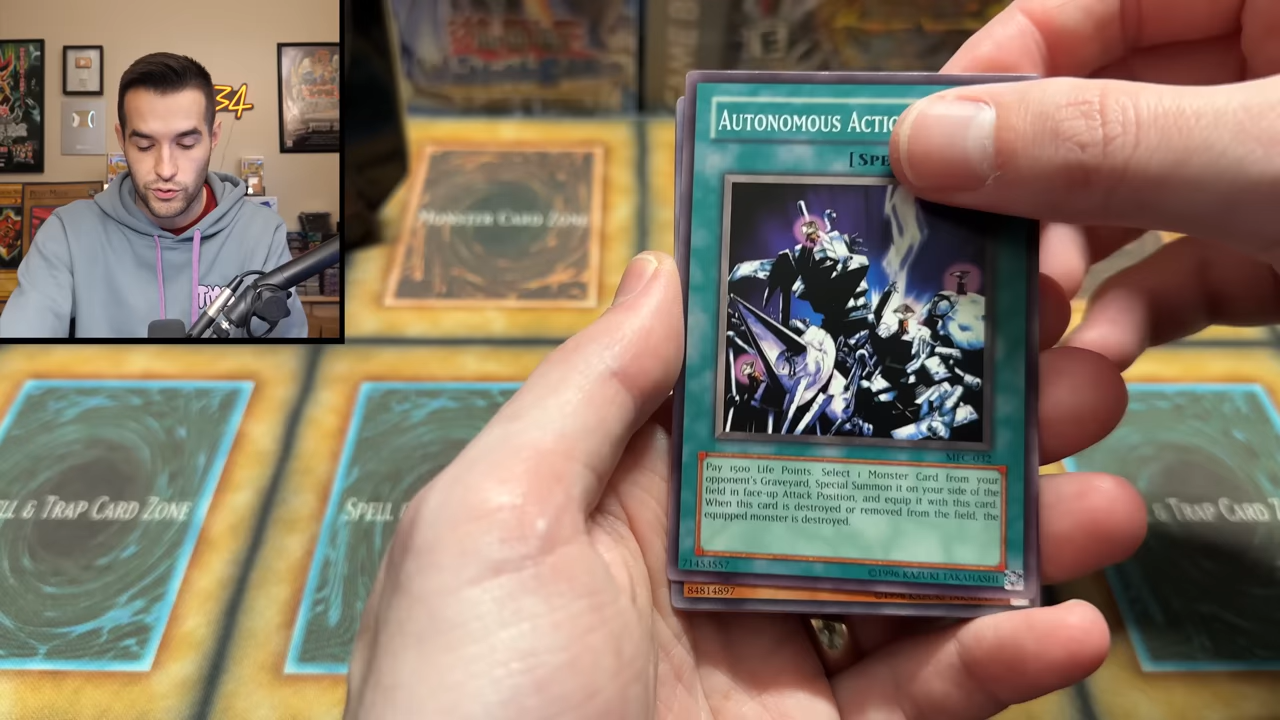 34
MONSTER CARD ZONE
AUTONOMOUS ACTIO
[SPE
MFC-032
Pay 1500 Life Points. Select 1 Monster Card from your
opponent's Graveyard, Special Summon it on your side of the
field in face-up Attack Position, and equip it with this card.
When this card is destroyed or removed from the field, the
equipped monster is destroyed.
71453557
©1996 KAZUKI TAKAHASHI
84814897
LL & TRAP CARD ZONE
SPELL &
& TRAP CARD Z